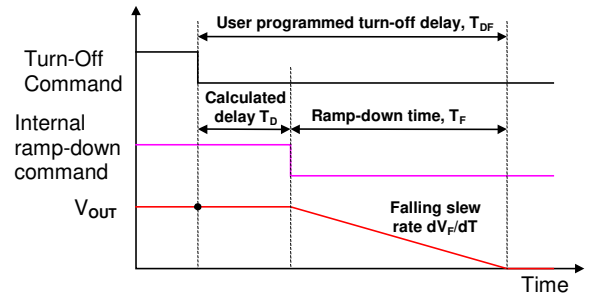 User programmed turn-off delay, T_DF
Turn-Off
Command
Calculated
delay T_D
Ramp-down time, T_F
Internal
ramp-down
command
V_OUT
Falling slew
rate dV_F/dT
Time